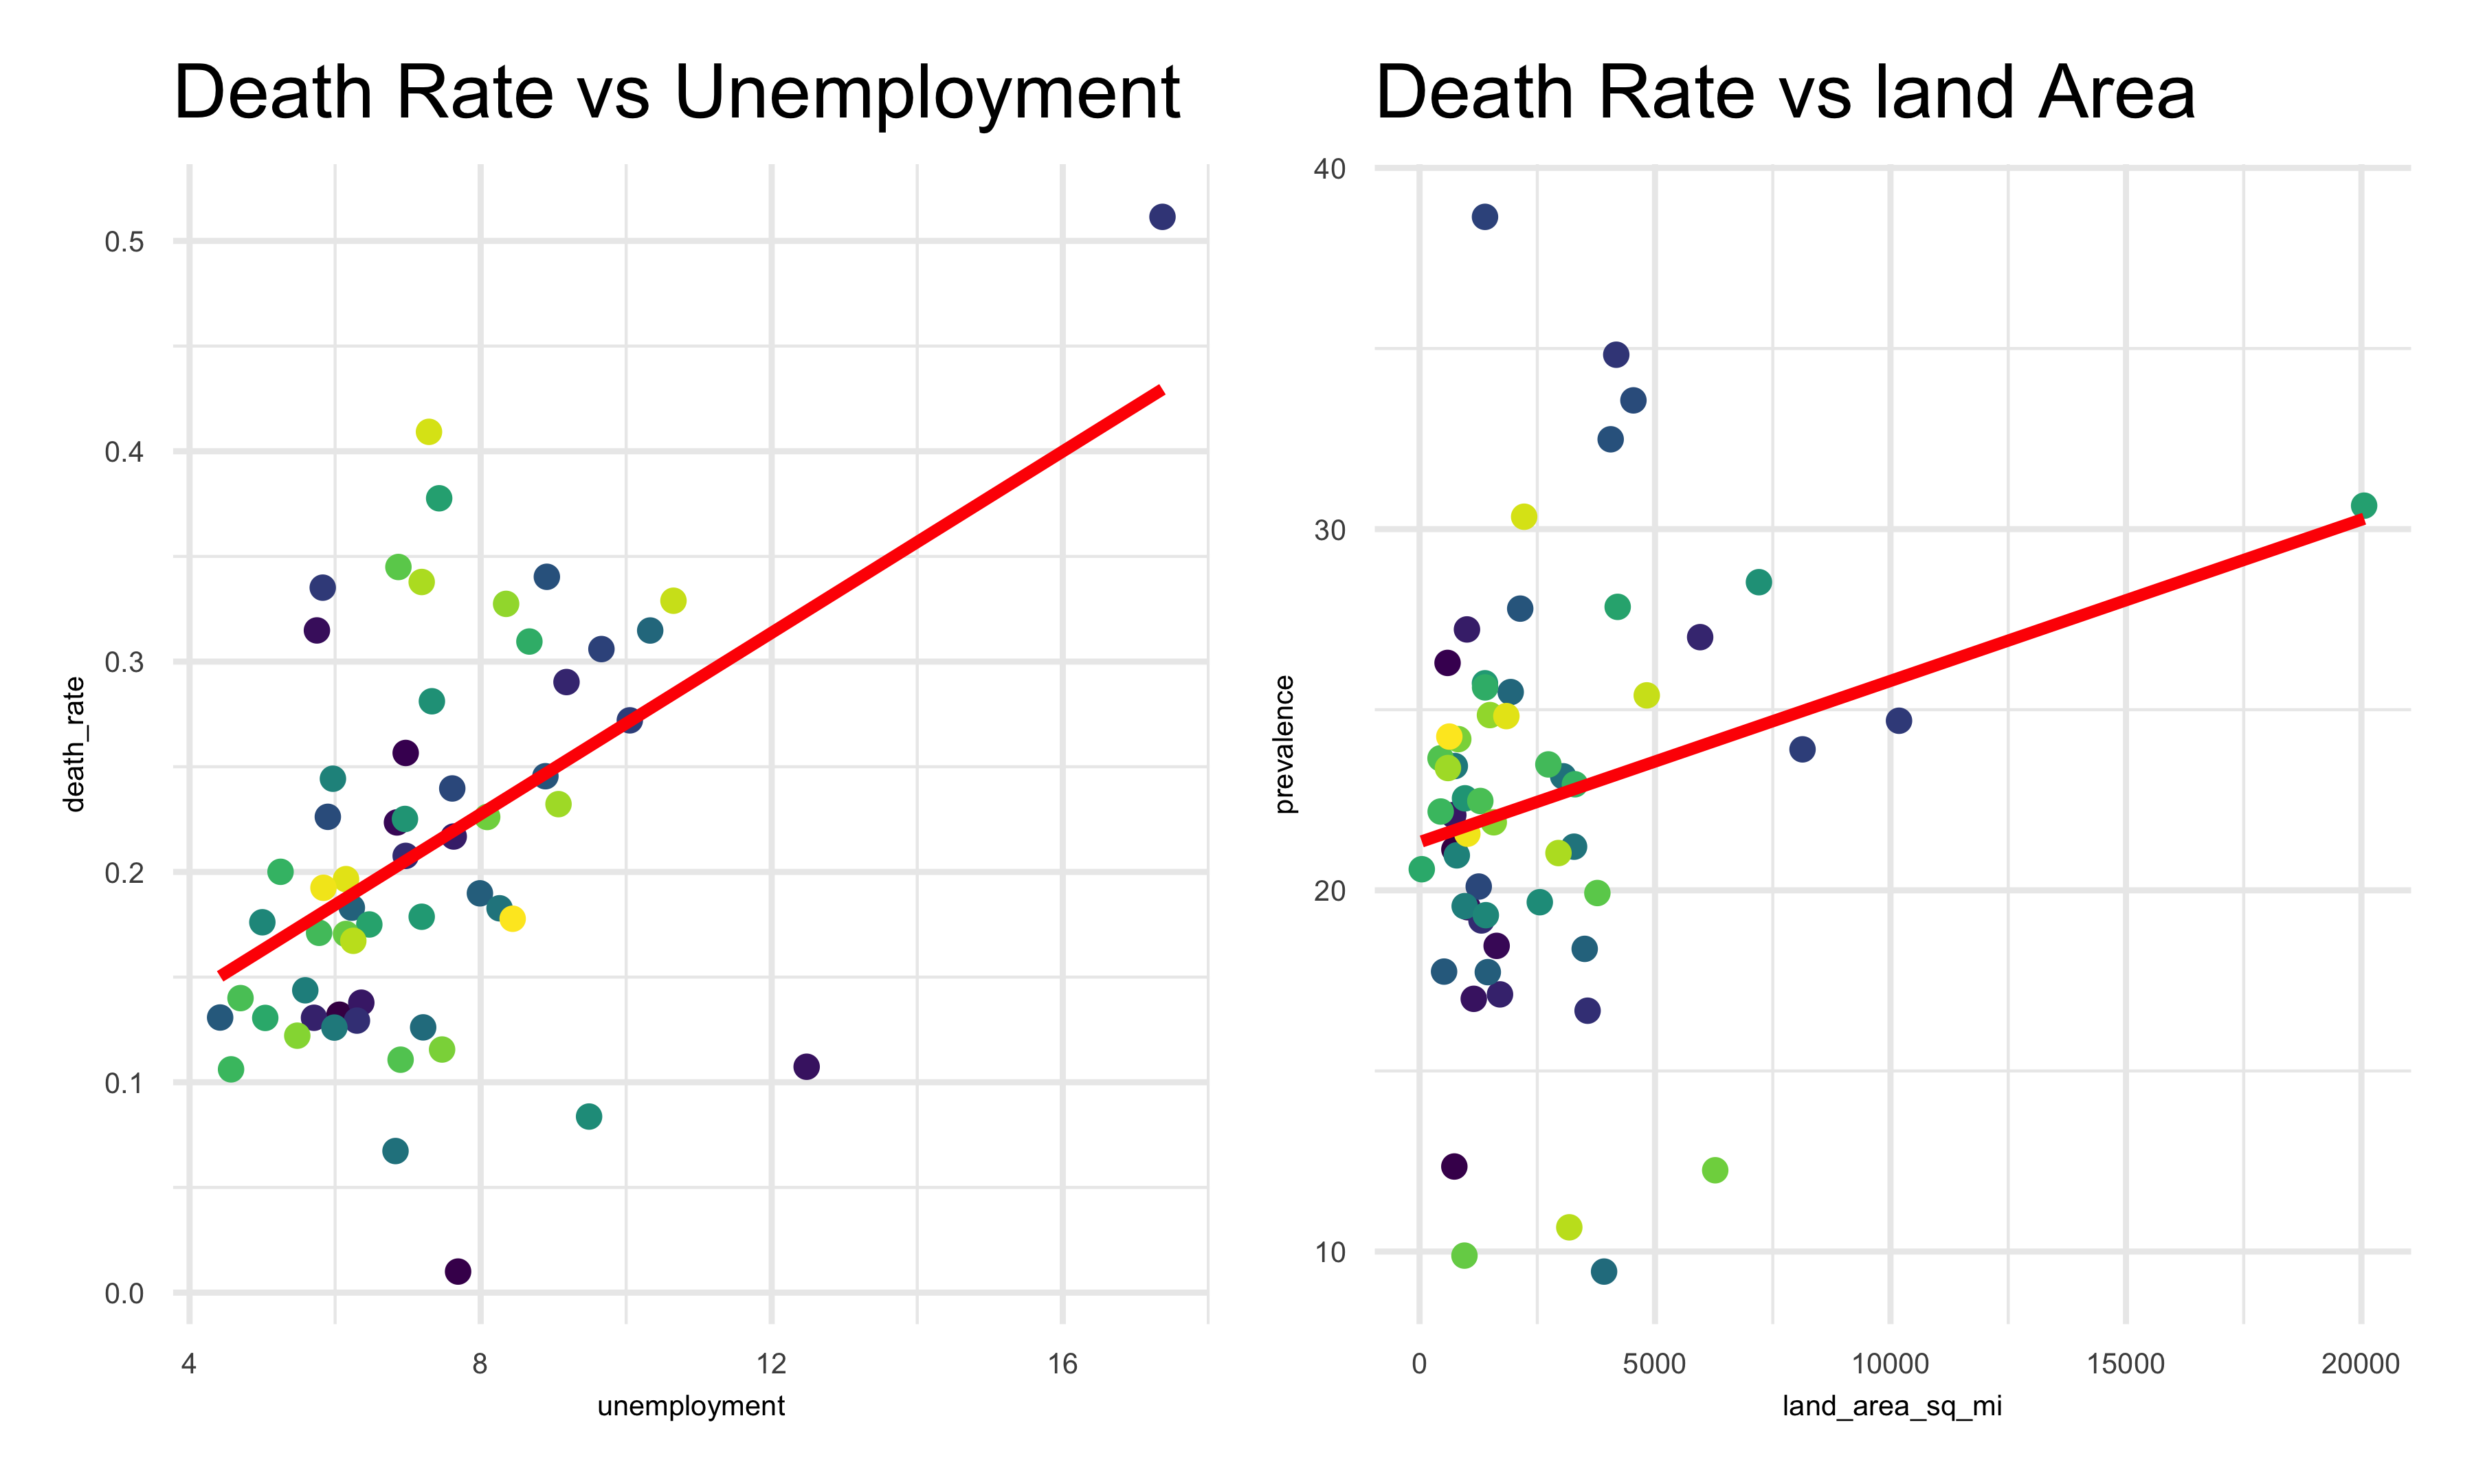 Death Rate vs Unemployment
0.5
0.4
0.3
0.2
0.1
0.0
death_rate
4 8 12 16
unemployment
Death Rate vs land Area
40
30
20
10
prevalence
0 5000 10000 15000 20000
land_area_sq_mi